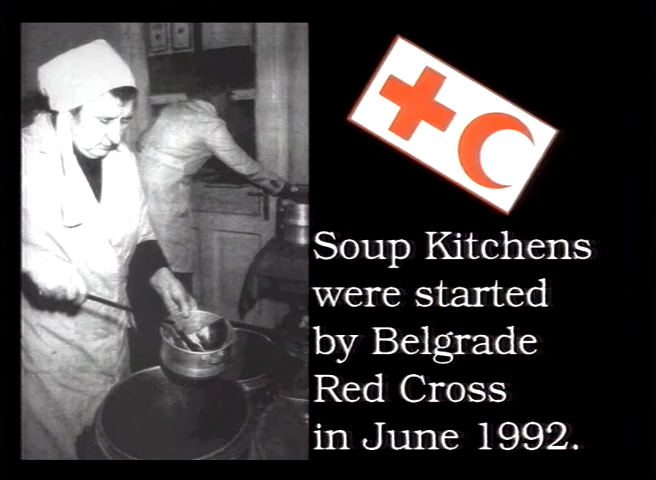 Soup Kitchens
were started
by Belgrade
Red Cross
in June 1992.